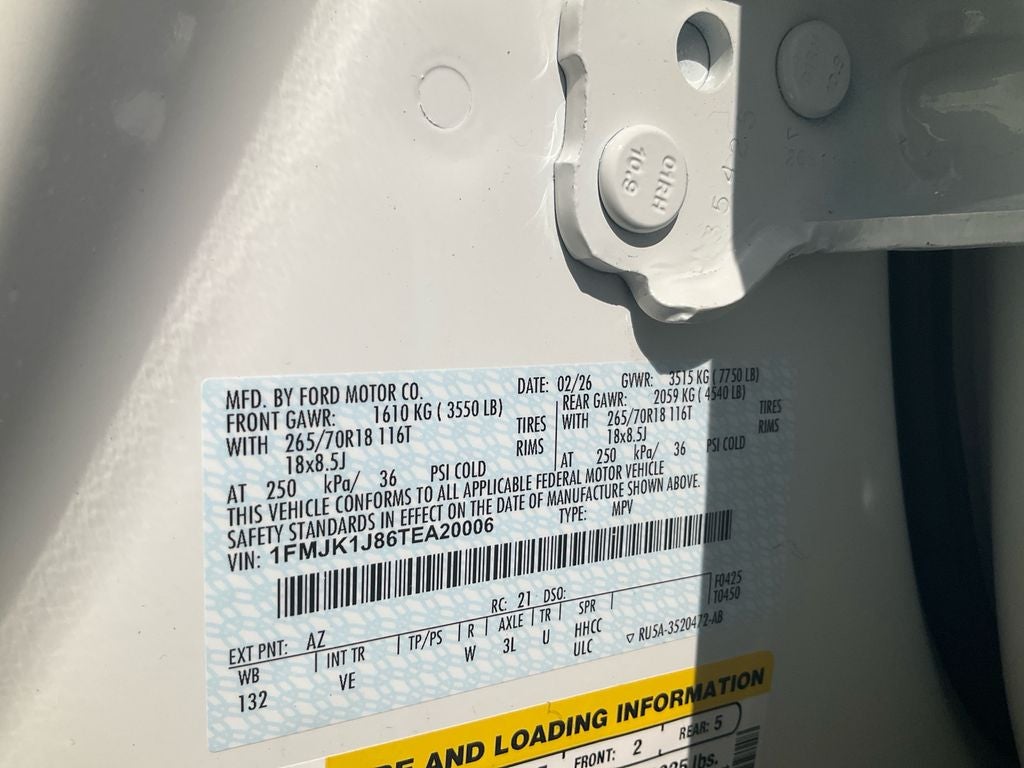 10.9
01RH
MFD. BY FORD MOTOR CO.
DATE: 02/26 GVWR: 3515 KG ( 7750 LB)
FRONT GAWR: 1610 KG ( 3550 LB)
REAR GAWR: 2059 KG ( 4540 LB)
WITH 265/70R18 116T TIRES
WITH 265/70R18 116T TIRES
18x8.5J RIMS
18x8.5J RIMS
AT 250 kPa/ 36 PSI COLD
AT 250 kPa/ 36 PSI COLD
THIS VEHICLE CONFORMS TO ALL APPLICABLE FEDERAL MOTOR VEHICLE
SAFETY STANDARDS IN EFFECT ON THE DATE OF MANUFACTURE SHOWN ABOVE.
VIN: 1FMJK1J86TEA20006 TYPE: MPV
F0425
T0450
EXT PNT: AZ RC: 21 DSO:
WB INT TR TP/PS R AXLE TR SPR
132 VE W 3L U HHCC
ULC
RU5A-3520472-AB
AND LOADING INFORMATION
FRONT: 2 REAR: 5
lbs.